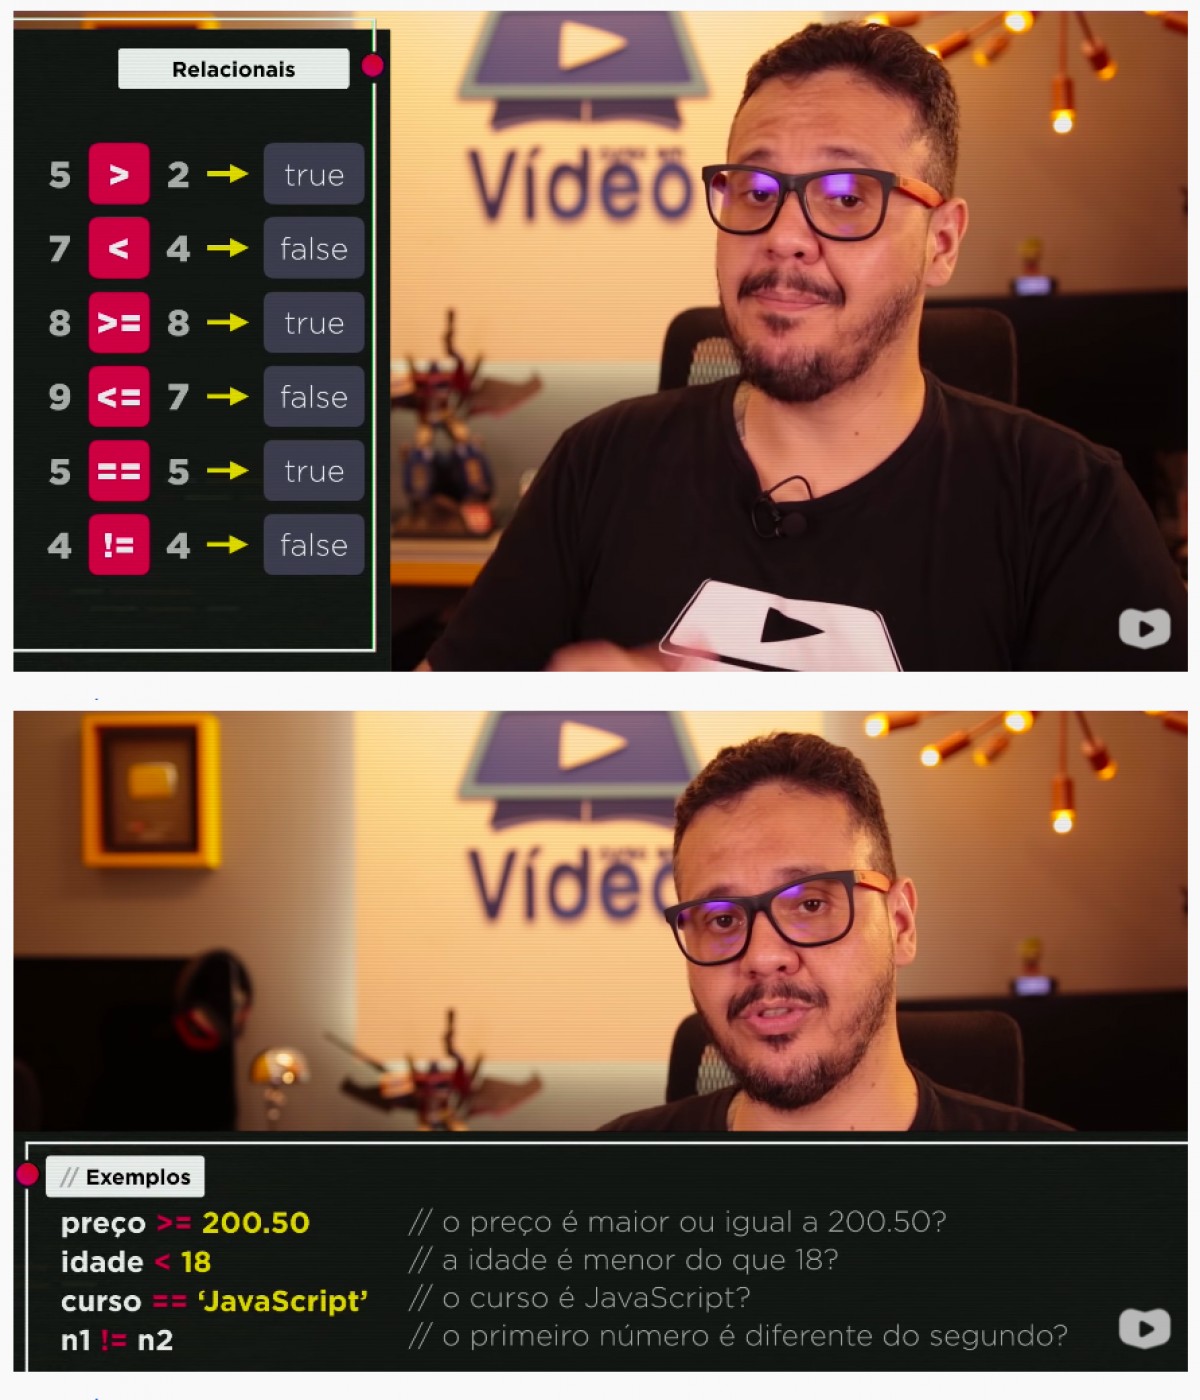 Relacionais
5 > 2 → true
7 < 4 → false
8 >= 8 → true
9 <= 7 → false
5 == 5 → true
4 != 4 → false
Vídeo
Vídeo
// Exemplos
preço >= 200.50 // o preço é maior ou igual a 200.50?
idade < 18 // a idade é menor do que 18?
curso == ‘JavaScript’ // o curso é JavaScript?
n1 != n2 // o primeiro número é diferente do segundo?